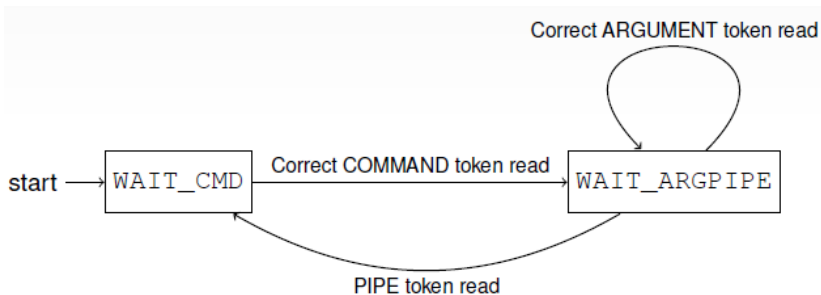 Correct ARGUMENT token read
start
WAIT_CMD
Correct COMMAND token read
WAIT_ARGPIPE
PIPE token read